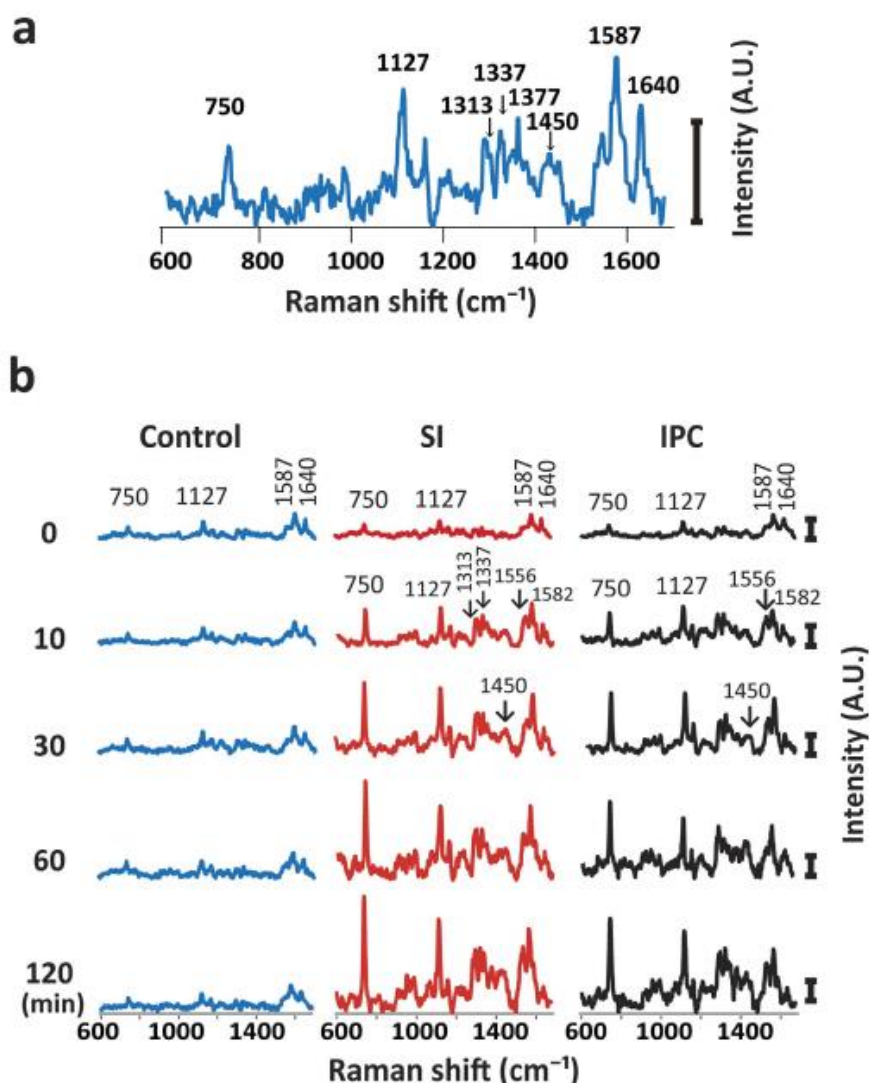 a
1587
1127
1337
1640
750
1313
1377
1450
Intensity (A.U.)
600 800 1000 1200 1400 1600
Raman shift (cm⁻¹)
b
Control SI IPC
750 1127 1587 1640 750 1127 1587 1640 750 1127 1587 1640
0
750 1127 1313 1337 1556 1582 750 1127 1556 1582
10
1450 1450
30
Intensity (A.U.)
60
120
(min)
600 1000 1400 600 1000 1400 600 1000 1400
Raman shift (cm⁻¹)